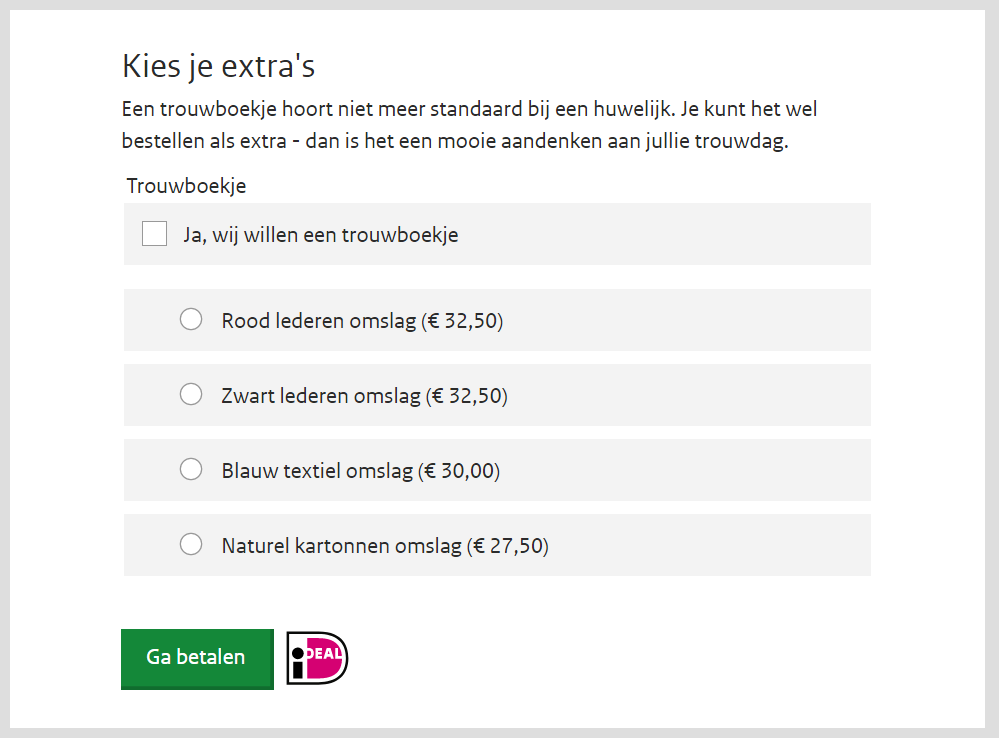 Kies je extra's
Een trouwboekje hoort niet meer standaard bij een huwelijk. Je kunt het wel
bestellen als extra - dan is het een mooie aandenken aan jullie trouwdag.
Trouwboekje
Ja, wij willen een trouwboekje
Rood lederen omslag (€ 32,50)
Zwart lederen omslag (€ 32,50)
Blauw textiel omslag (€ 30,00)
Naturel kartonnen omslag (€ 27,50)
Ga betalen
iDEAL